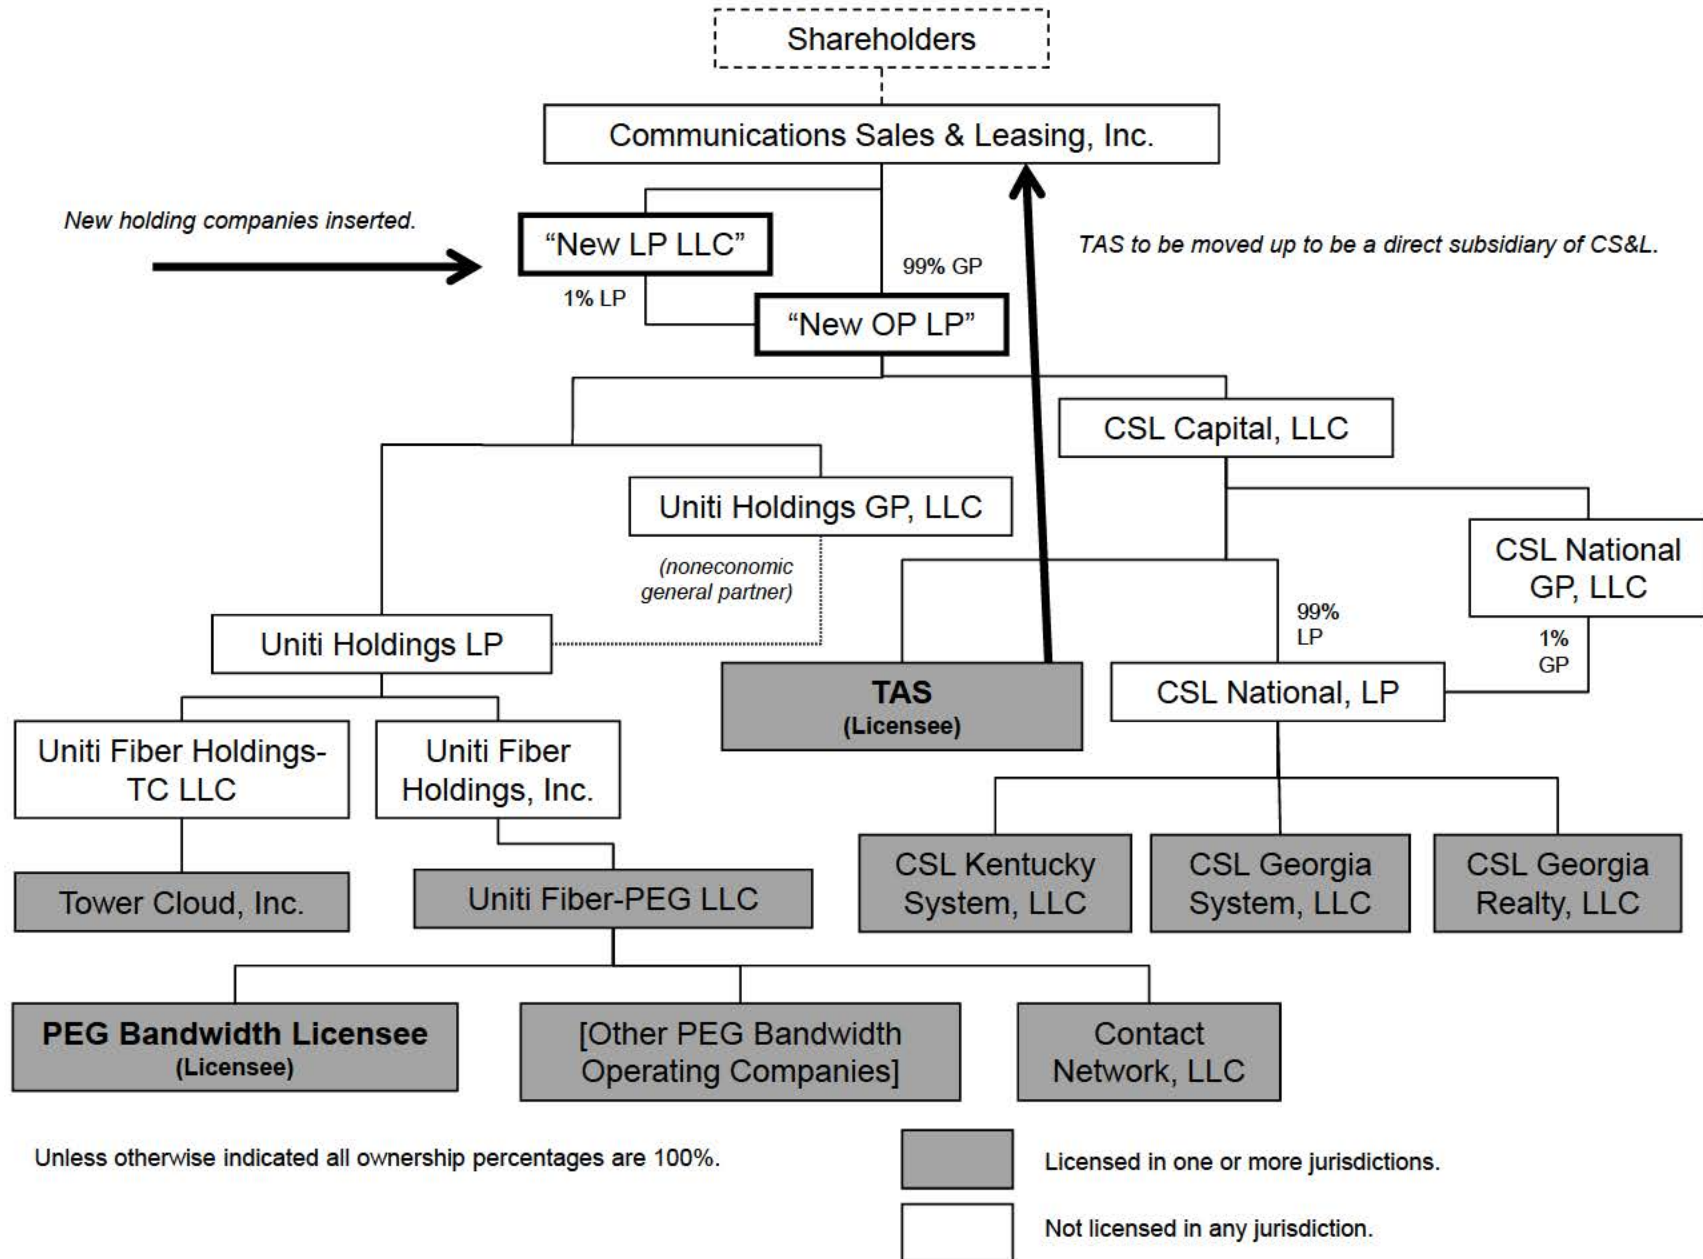 Shareholders
Communications Sales & Leasing, Inc.
New holding companies inserted.
“New LP LLC”
99% GP
TAS to be moved up to be a direct subsidiary of CS&L.
1% LP
“New OP LP”
CSL Capital, LLC
Uniti Holdings GP, LLC
(noneconomic
general partner)
CSL National
GP, LLC
99%
LP
1%
GP
Uniti Holdings LP
TAS
(Licensee)
CSL National, LP
Uniti Fiber Holdings-
TC LLC
Uniti Fiber
Holdings, Inc.
Tower Cloud, Inc.
Uniti Fiber-PEG LLC
CSL Kentucky
System, LLC
CSL Georgia
System, LLC
CSL Georgia
Realty, LLC
PEG Bandwidth Licensee
(Licensee)
[Other PEG Bandwidth
Operating Companies]
Contact
Network, LLC
Unless otherwise indicated all ownership percentages are 100%.
Licensed in one or more jurisdictions.
Not licensed in any jurisdiction.